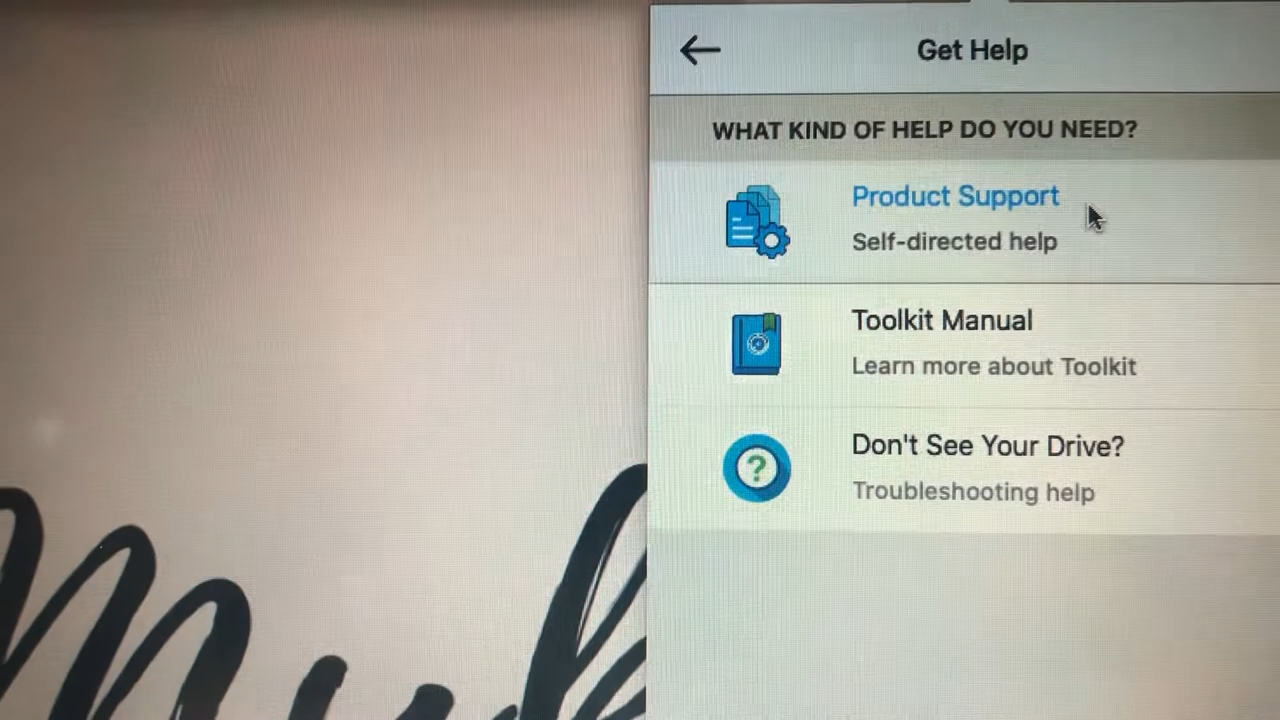 Get Help
WHAT KIND OF HELP DO YOU NEED?
Product Support
Self-directed help
Toolkit Manual
Learn more about Toolkit
Don't See Your Drive?
Troubleshooting help